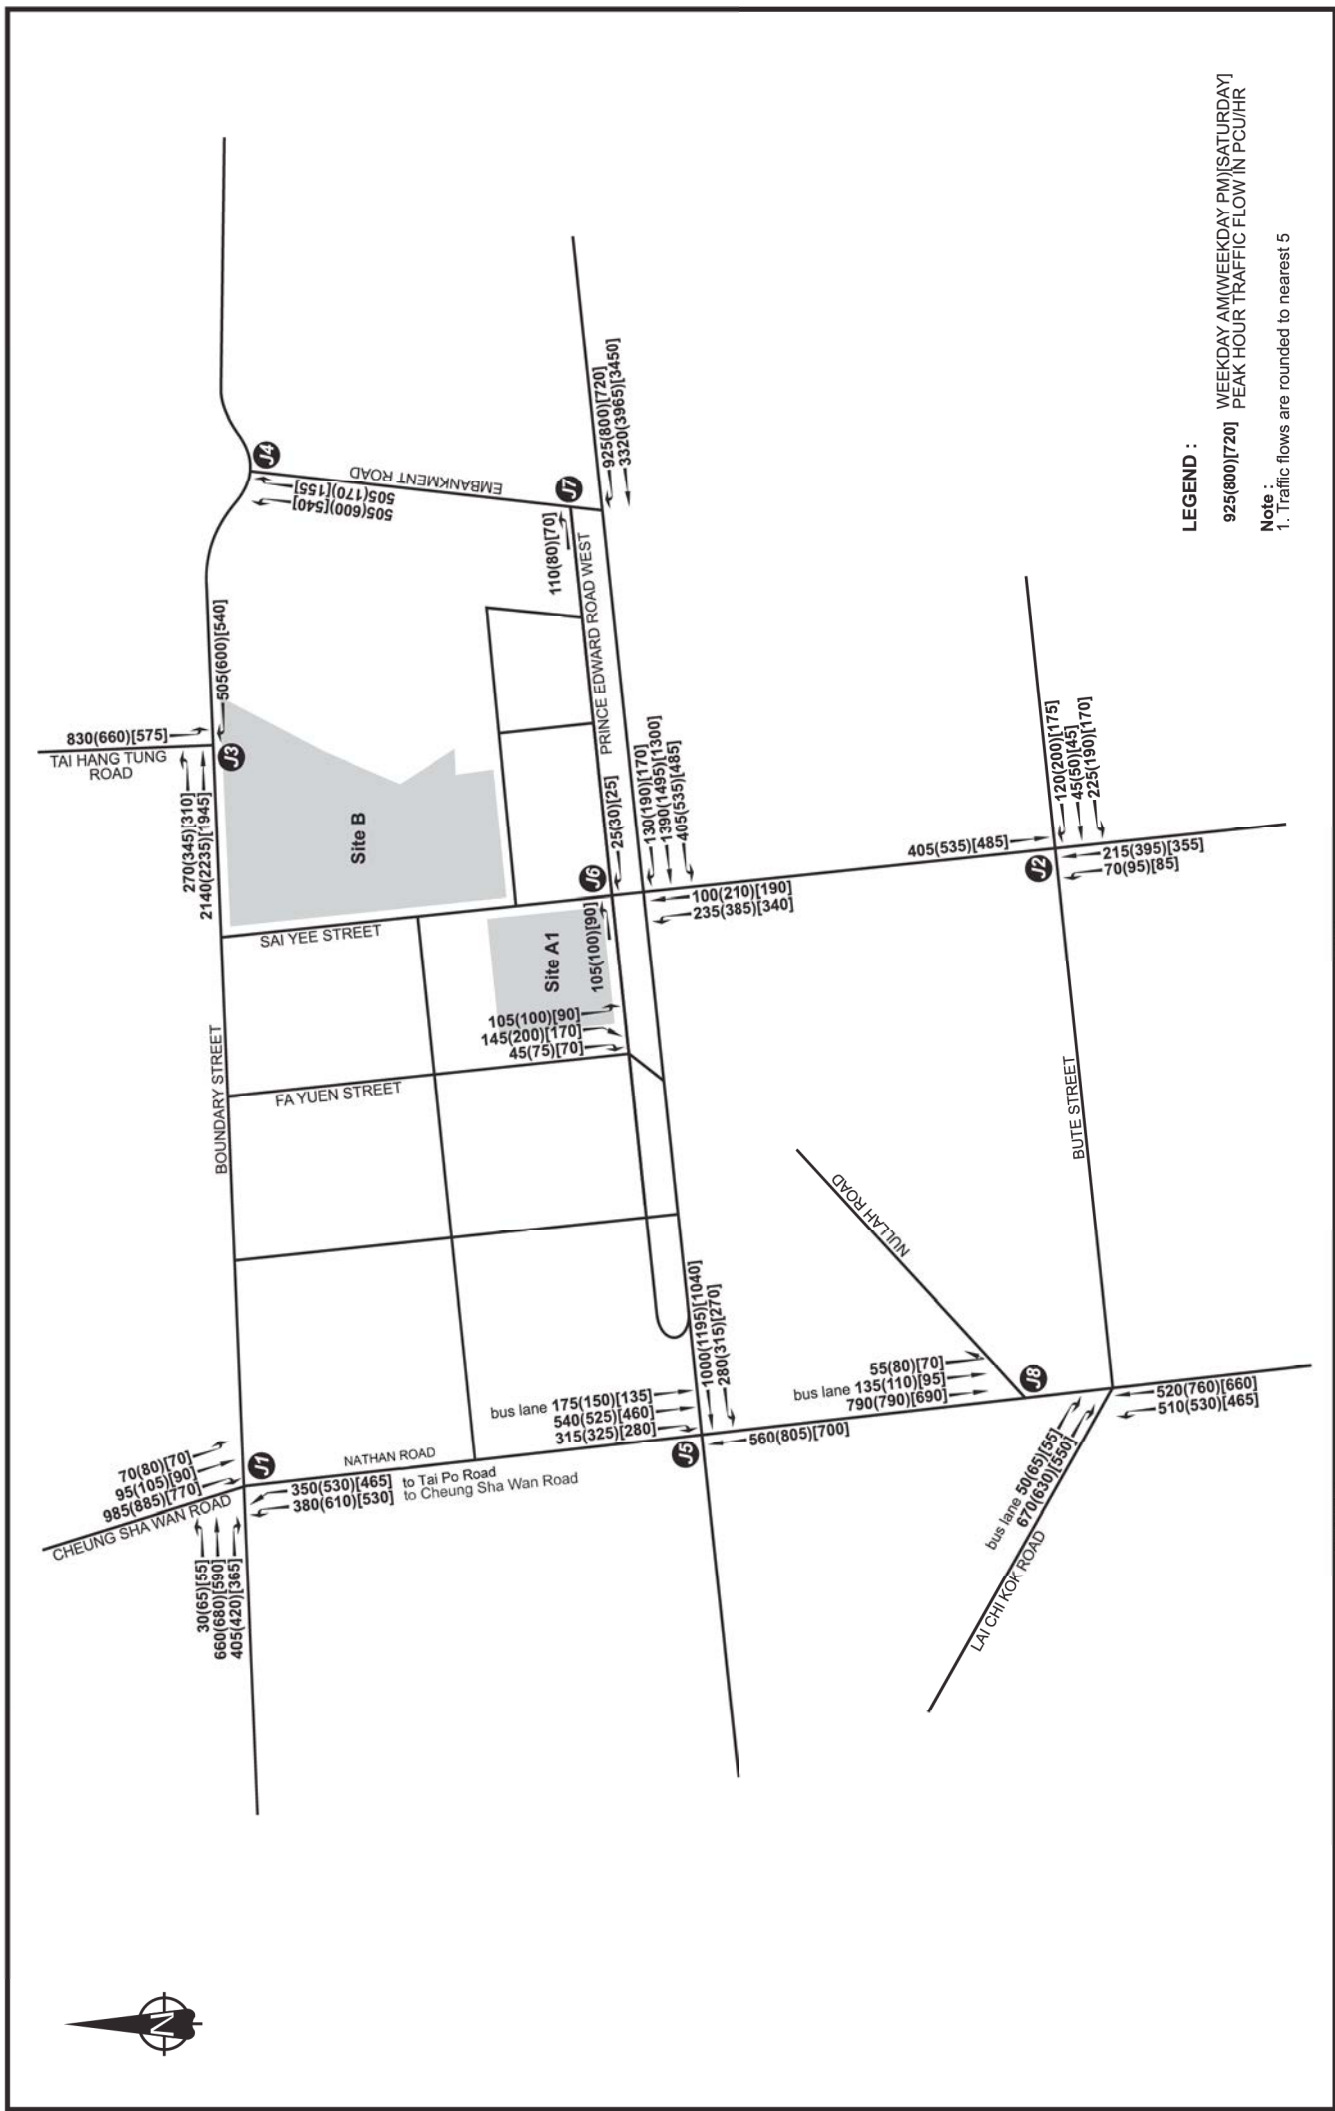 830(660)[575]
TAI HANG TUNG
ROAD
270(345)[310]
2140(2235)[1945]
J3
505(600)[540]
J4
505(170)[155]
505(600)[540]
EMBANKMENT ROAD
J7
110(80)[70]
925(800)[720]
3320(3965)[3450]
PRINCE EDWARD ROAD WEST
Site B
SAI YEE STREET
BOUNDARY STREET
FA YUEN STREET
Site A1
105(100)[90]
105(100)[90]
145(200)[170]
45(75)[70]
J6
25(30)[25]
130(190)[170]
1390(1495)[1300]
405(535)[485]
100(210)[190]
235(385)[340]
405(535)[485]
J2
120(200)[175]
45(50)[45]
225(190)[170]
215(395)[355]
70(95)[85]
BUTE STREET
NULLAH ROAD
70(80)[70]
95(105)[90]
985(885)[770]
CHEUNG SHA WAN ROAD
J1
30(65)[55]
660(680)[590]
405(420)[365]
350(530)[465] to Tai Po Road
380(610)[530] to Cheung Sha Wan Road
NATHAN ROAD
bus lane 175(150)[135]
540(525)[460]
315(325)[280]
J5
1000(1195)[1040]
280(315)[270]
560(805)[700]
55(80)[70]
bus lane 135(110)[95]
790(790)[690]
J8
520(760)[660]
510(530)[465]
bus lane 50(65)[55]
670(630)[550]
LAI CHI KOK ROAD
N
LEGEND :
925(800)[720] WEEKDAY AM(WEEKDAY PM)[SATURDAY]
PEAK HOUR TRAFFIC FLOW IN PCU/HR
Note :
1. Traffic flows are rounded to nearest 5